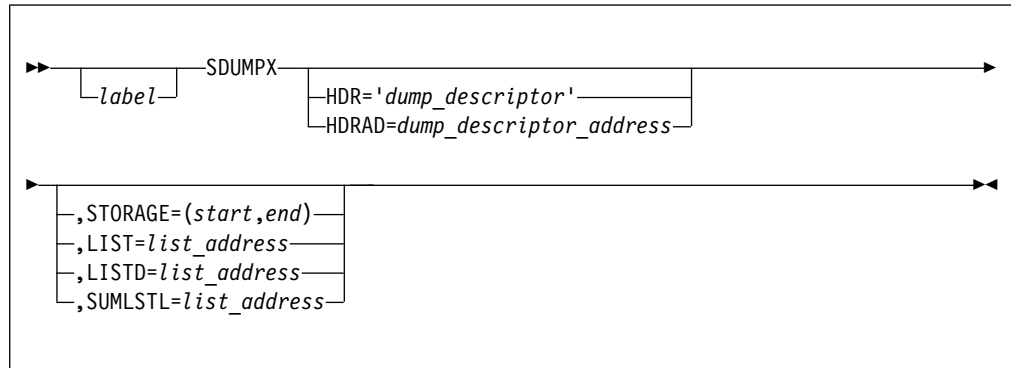 SDUMPX
label
HDR='dump_descriptor'
HDRAD=dump_descriptor_address
,STORAGE=(start,end)
,LIST=list_address
,LISTD=list_address
,SUMLSTL=list_address